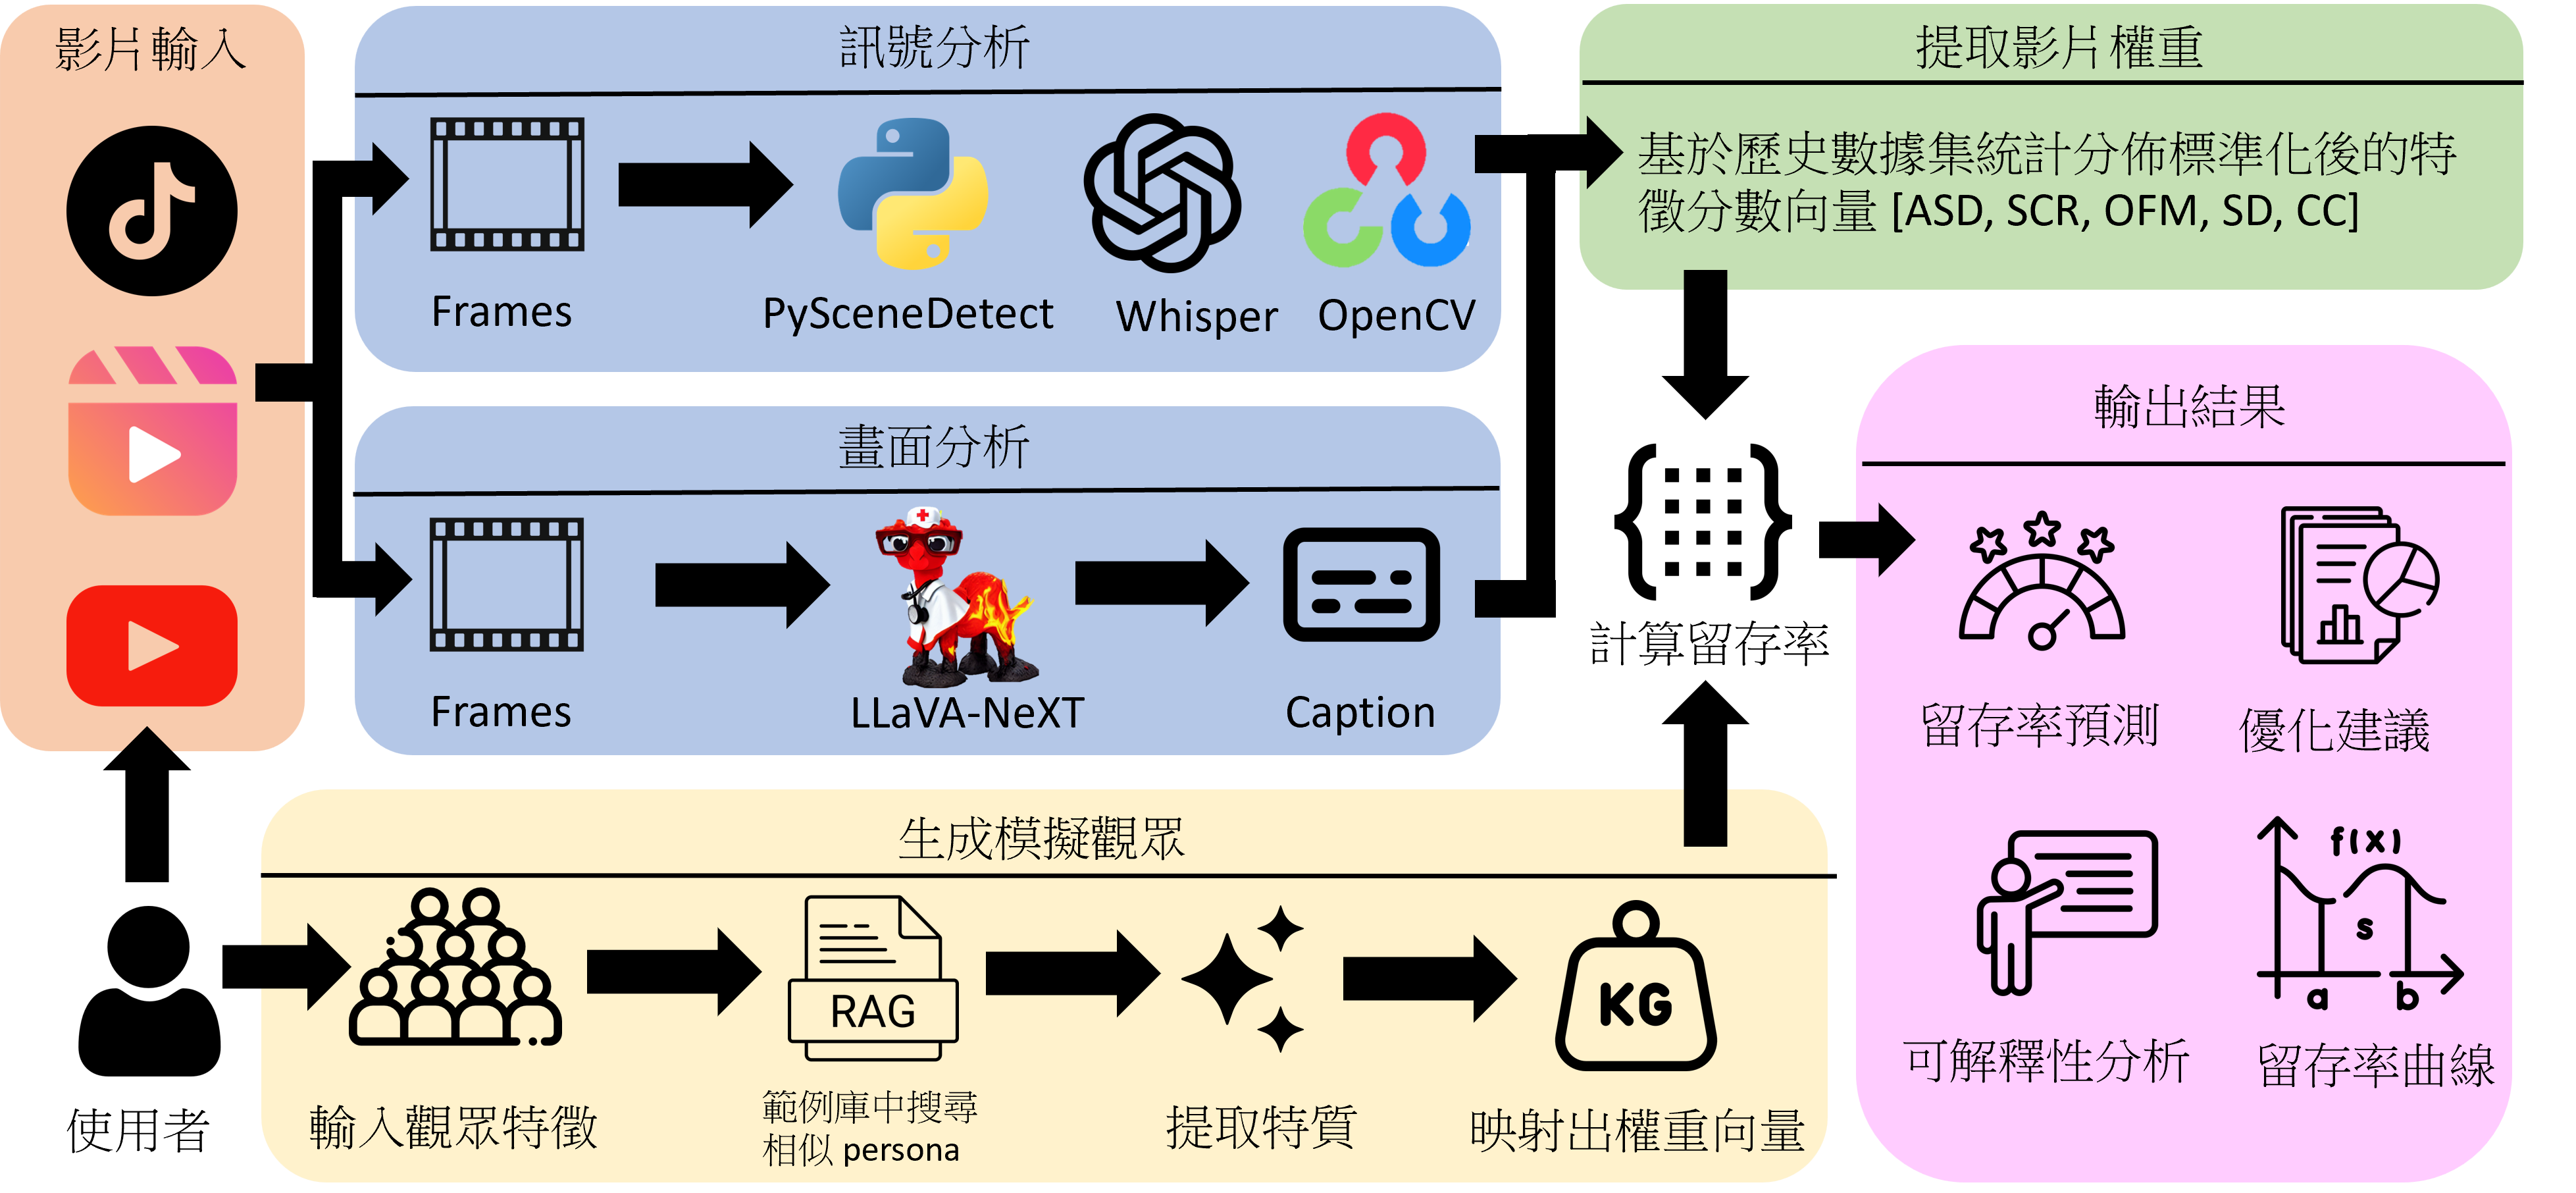 影片輸入
訊號分析
Frames
PySceneDetect
Whisper
OpenCV
畫面分析
Frames
LLaVA-NeXT
Caption
提取影片權重
基於歷史數據集統計分佈標準化後的特
徵分數向量 [ASD, SCR, OFM, SD, CC]
計算留存率
輸出結果
留存率預測
優化建議
可解釋性分析
f(x)
s
a
b
留存率曲線
使用者
生成模擬觀眾
輸入觀眾特徵
RAG
範例庫中搜尋
相似 persona
提取特質
KG
映射出權重向量